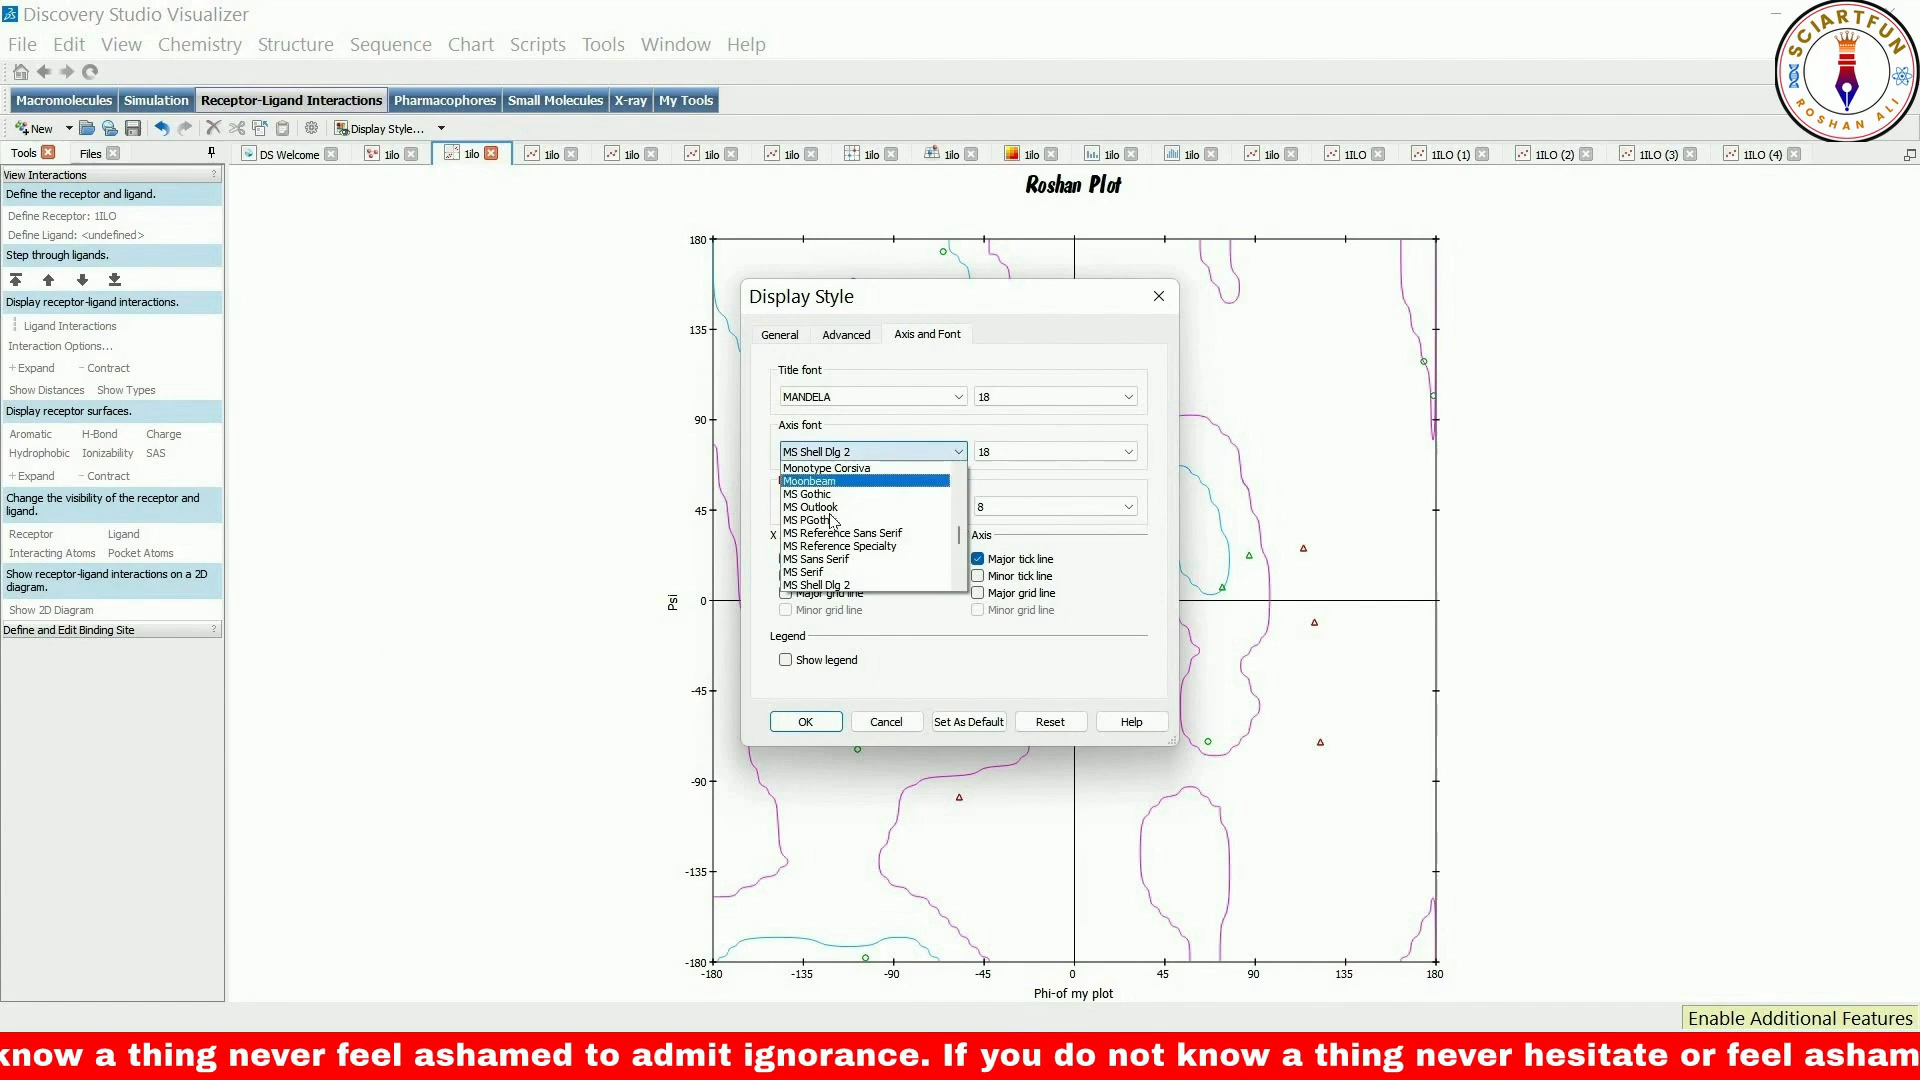 Discovery Studio Visualizer
File Edit View Chemistry Structure Sequence Chart Scripts Tools Window Help
SCIARTFUN
ROSHAN ALI
Macromolecules Simulation Receptor-Ligand Interactions Pharmacophores Small Molecules X-ray My Tools
New Display Style...
Tools Files DS Welcome 1ilo 1ilo 1ilo 1ilo 1ilo 1ilo 1ilo 1ilo 1ilo 1ilo 1ilo 1ilo 1ILO 1ILO (1) 1ILO (2) 1ILO (3) 1ILO (4)
View Interactions ?
Define the receptor and ligand.
Define Receptor: 1ILO
Define Ligand: <undefined>
Step through ligands.
Display receptor-ligand interactions.
Ligand Interactions
Interaction Options...
+ Expand - Contract
Show Distances Show Types
Display receptor surfaces.
Aromatic H-Bond Charge
Hydrophobic Ionizability SAS
+ Expand - Contract
Change the visibility of the receptor and
ligand.
Receptor Ligand
Interacting Atoms Pocket Atoms
Show receptor-ligand interactions on a 2D
diagram.
Show 2D Diagram
Define and Edit Binding Site ?
Roshan Plot
180
135
90
45
0
-45
-90
-135
-180
Psi
-180 -135 -90 -45 0 45 90 135 180
Phi-of my plot
Display Style
General Advanced Axis and Font
Title font
MANDELA 18
Axis font
MS Shell Dlg 2 18
Monotype Corsiva
Moonbeam
MS Gothic
MS Outlook
8
MS Reference Sans Serif
X Axis
MS Reference Specialty
MS Sans Serif
Major tick line
MS Serif
Minor tick line
MS Shell Dlg 2
Major grid line Major grid line
Minor grid line Minor grid line
Legend
Show legend
OK Cancel Set As Default Reset Help
Enable Additional Features
know a thing never feel ashamed to admit ignorance. If you do not know a thing never hesitate or feel asham